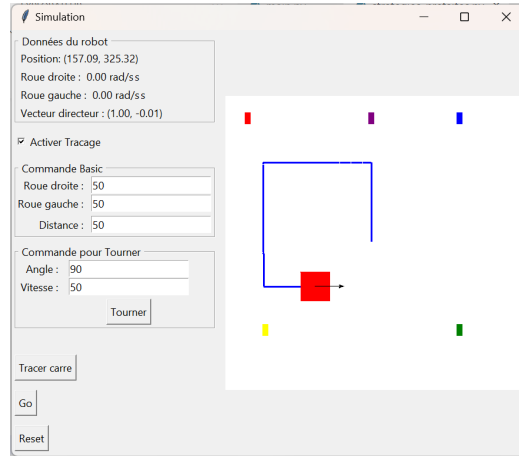 Simulation
Données du robot
Position: (157.09, 325.32)
Roue droite : 0.00 rad/ss
Roue gauche : 0.00 rad/ss
Vecteur directeur : (1.00, -0.01)
Activer Tracage
Commande Basic
Roue droite : 50
Roue gauche : 50
Distance : 50
Commande pour Tourner
Angle : 90
Vitesse : 50
Tourner
Tracer carre
Go
Reset